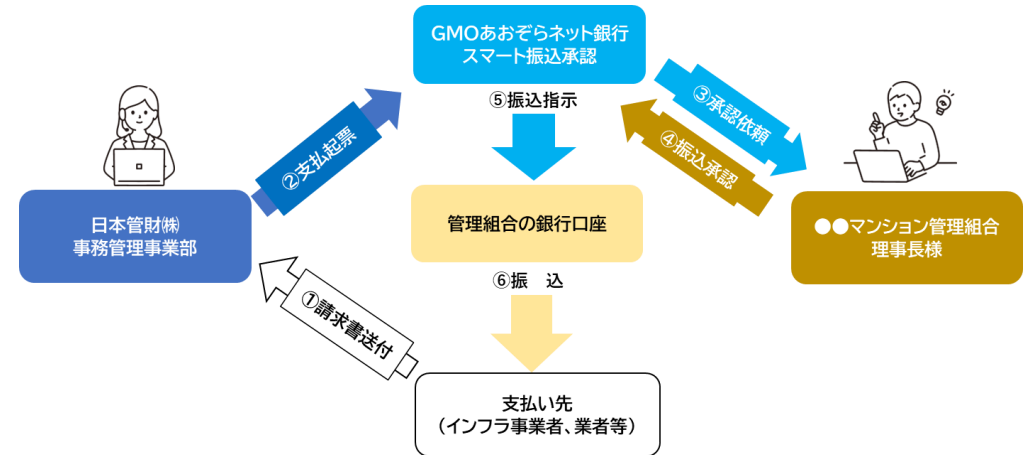 GMOあおぞらネット銀行
スマート振込承認
⑤振込指示
③承認依頼
④振込承認
②支払起票
日本管財㈱
事務管理事業部
管理組合の銀行口座
●●マンション管理組合
理事長様
⑥振　込
①請求書送付
支払い先
（インフラ事業者、業者等）